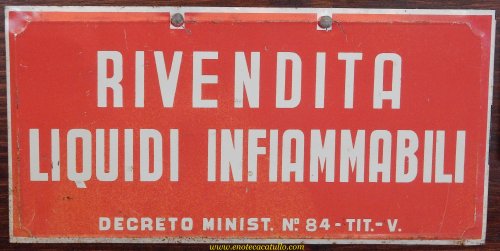 RIVENDITA
LIQUIDI INFIAMMABILI
DECRETO MINIST. Nº 84 - TIT. - V.
www.enotecacatullo.com